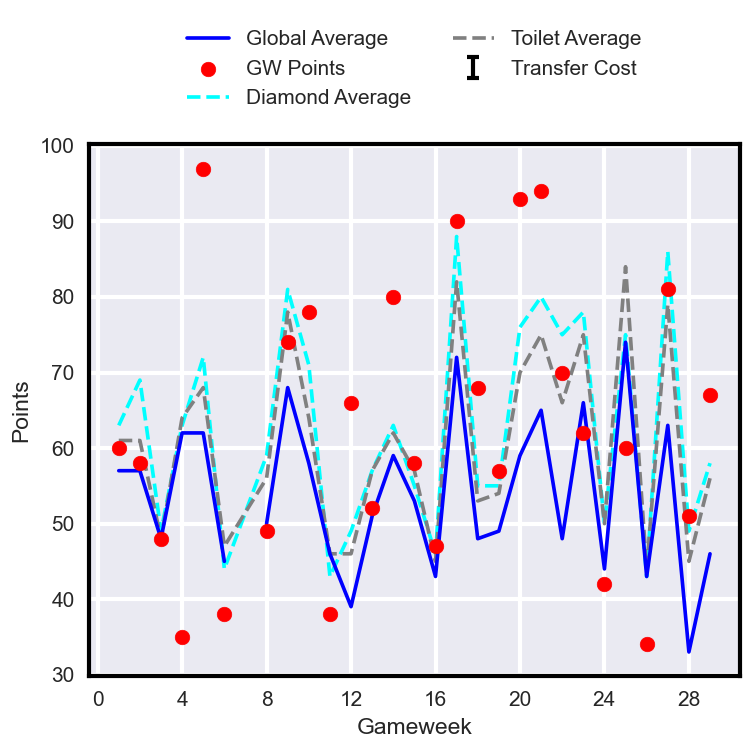 Global Average
GW Points
Diamond Average
Toilet Average
Transfer Cost
100
90
80
70
60
50
40
30
Points
0 4 8 12 16 20 24 28
Gameweek